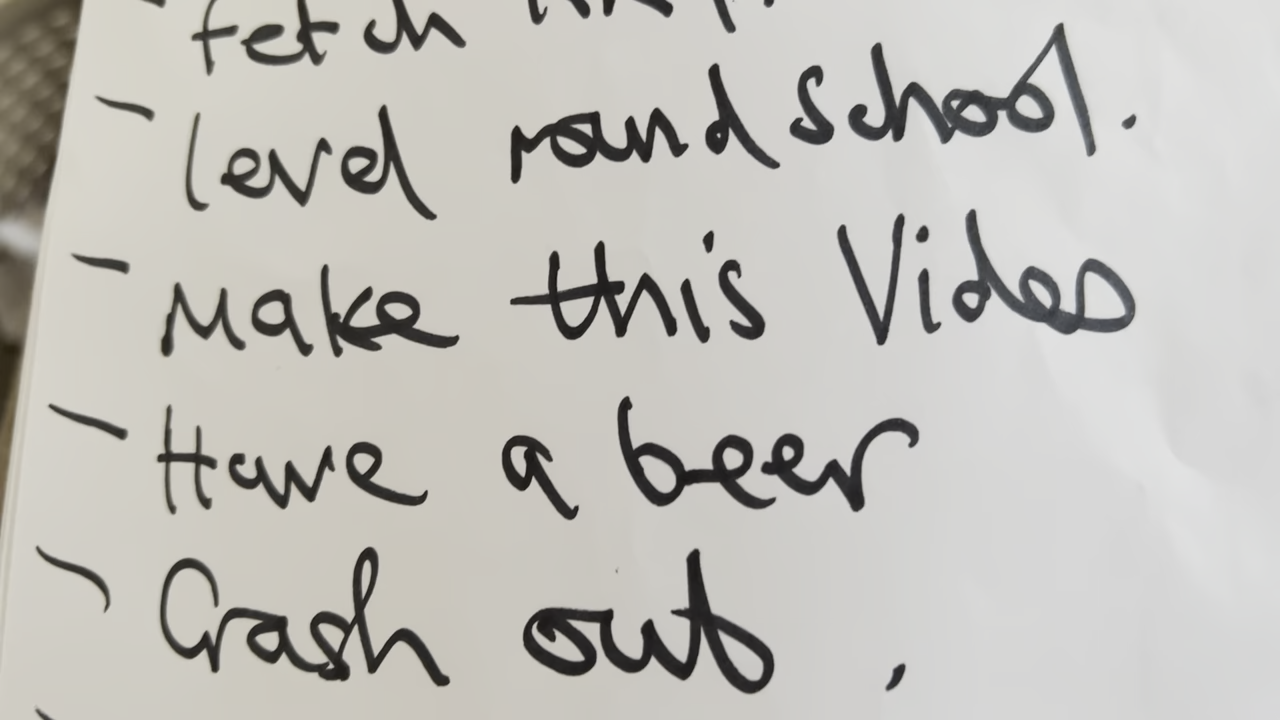 - fetch
- level round school.
- Make this Video
- Have a beer
- Crash out.